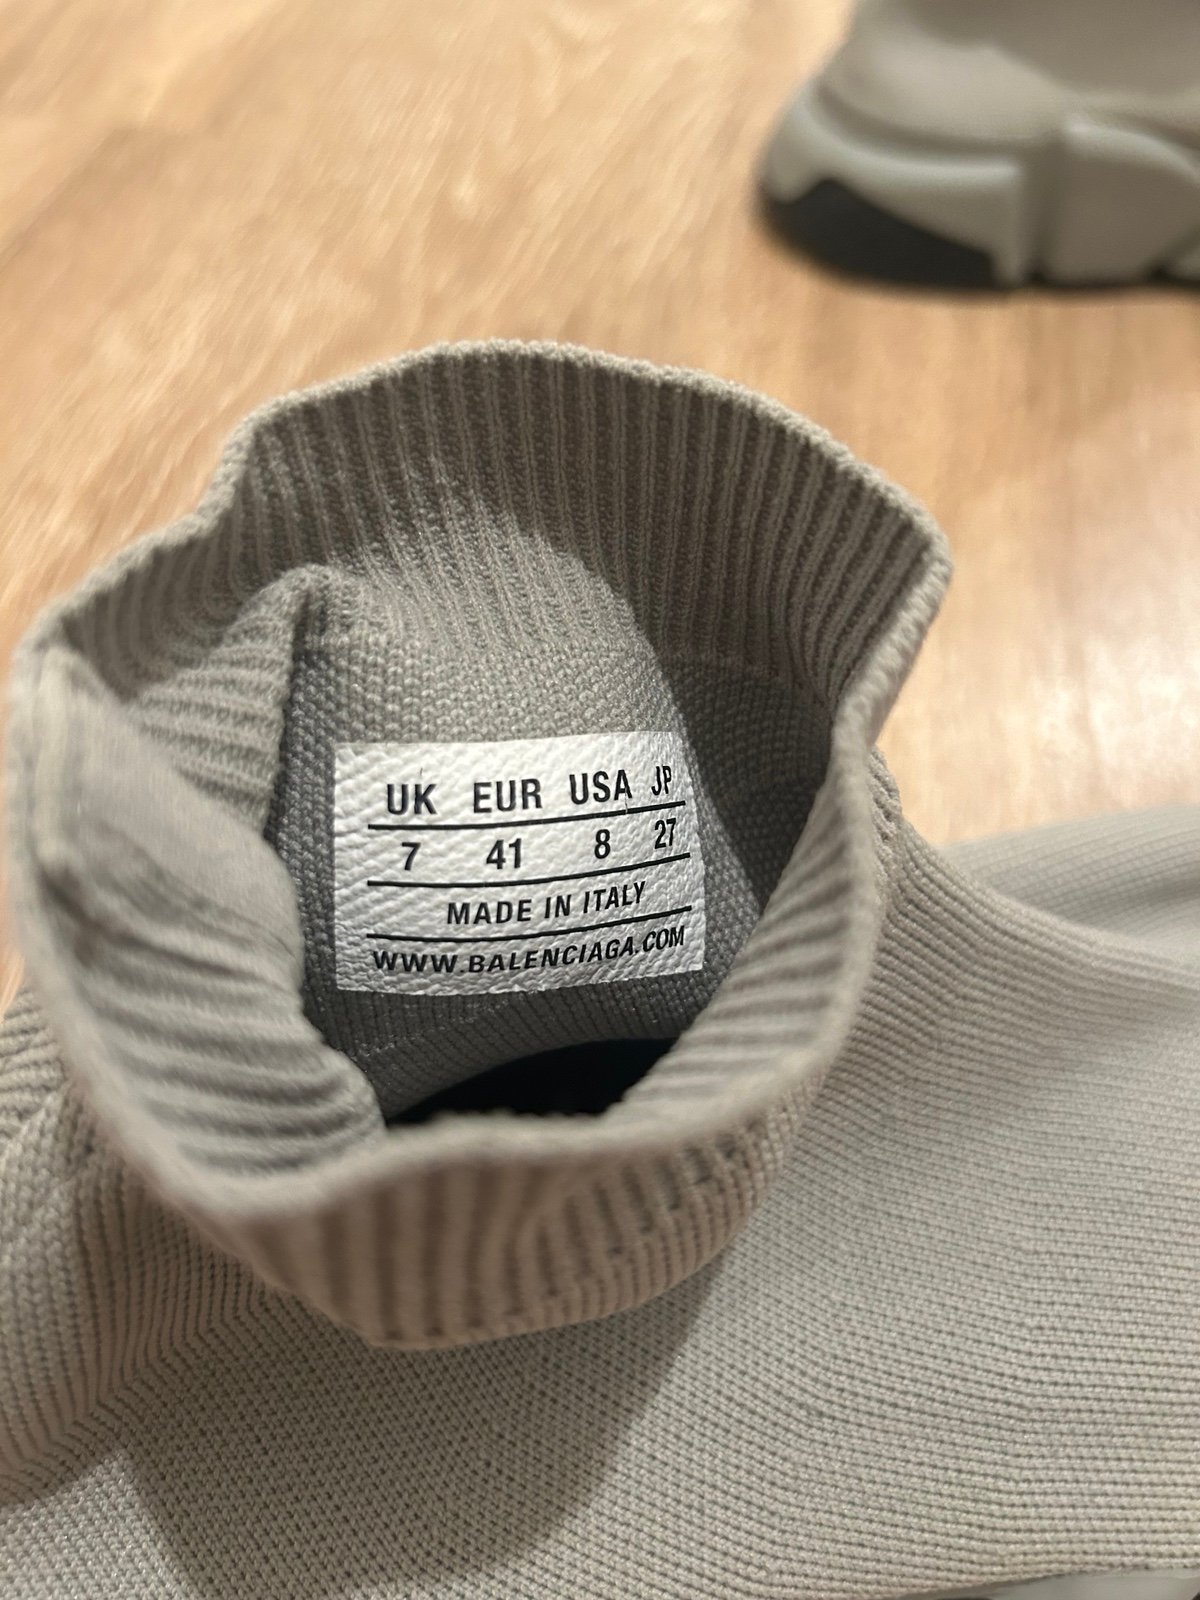 UK EUR USA JP
7 41 8 27
MADE IN ITALY
WWW.BALENCIAGA.COM